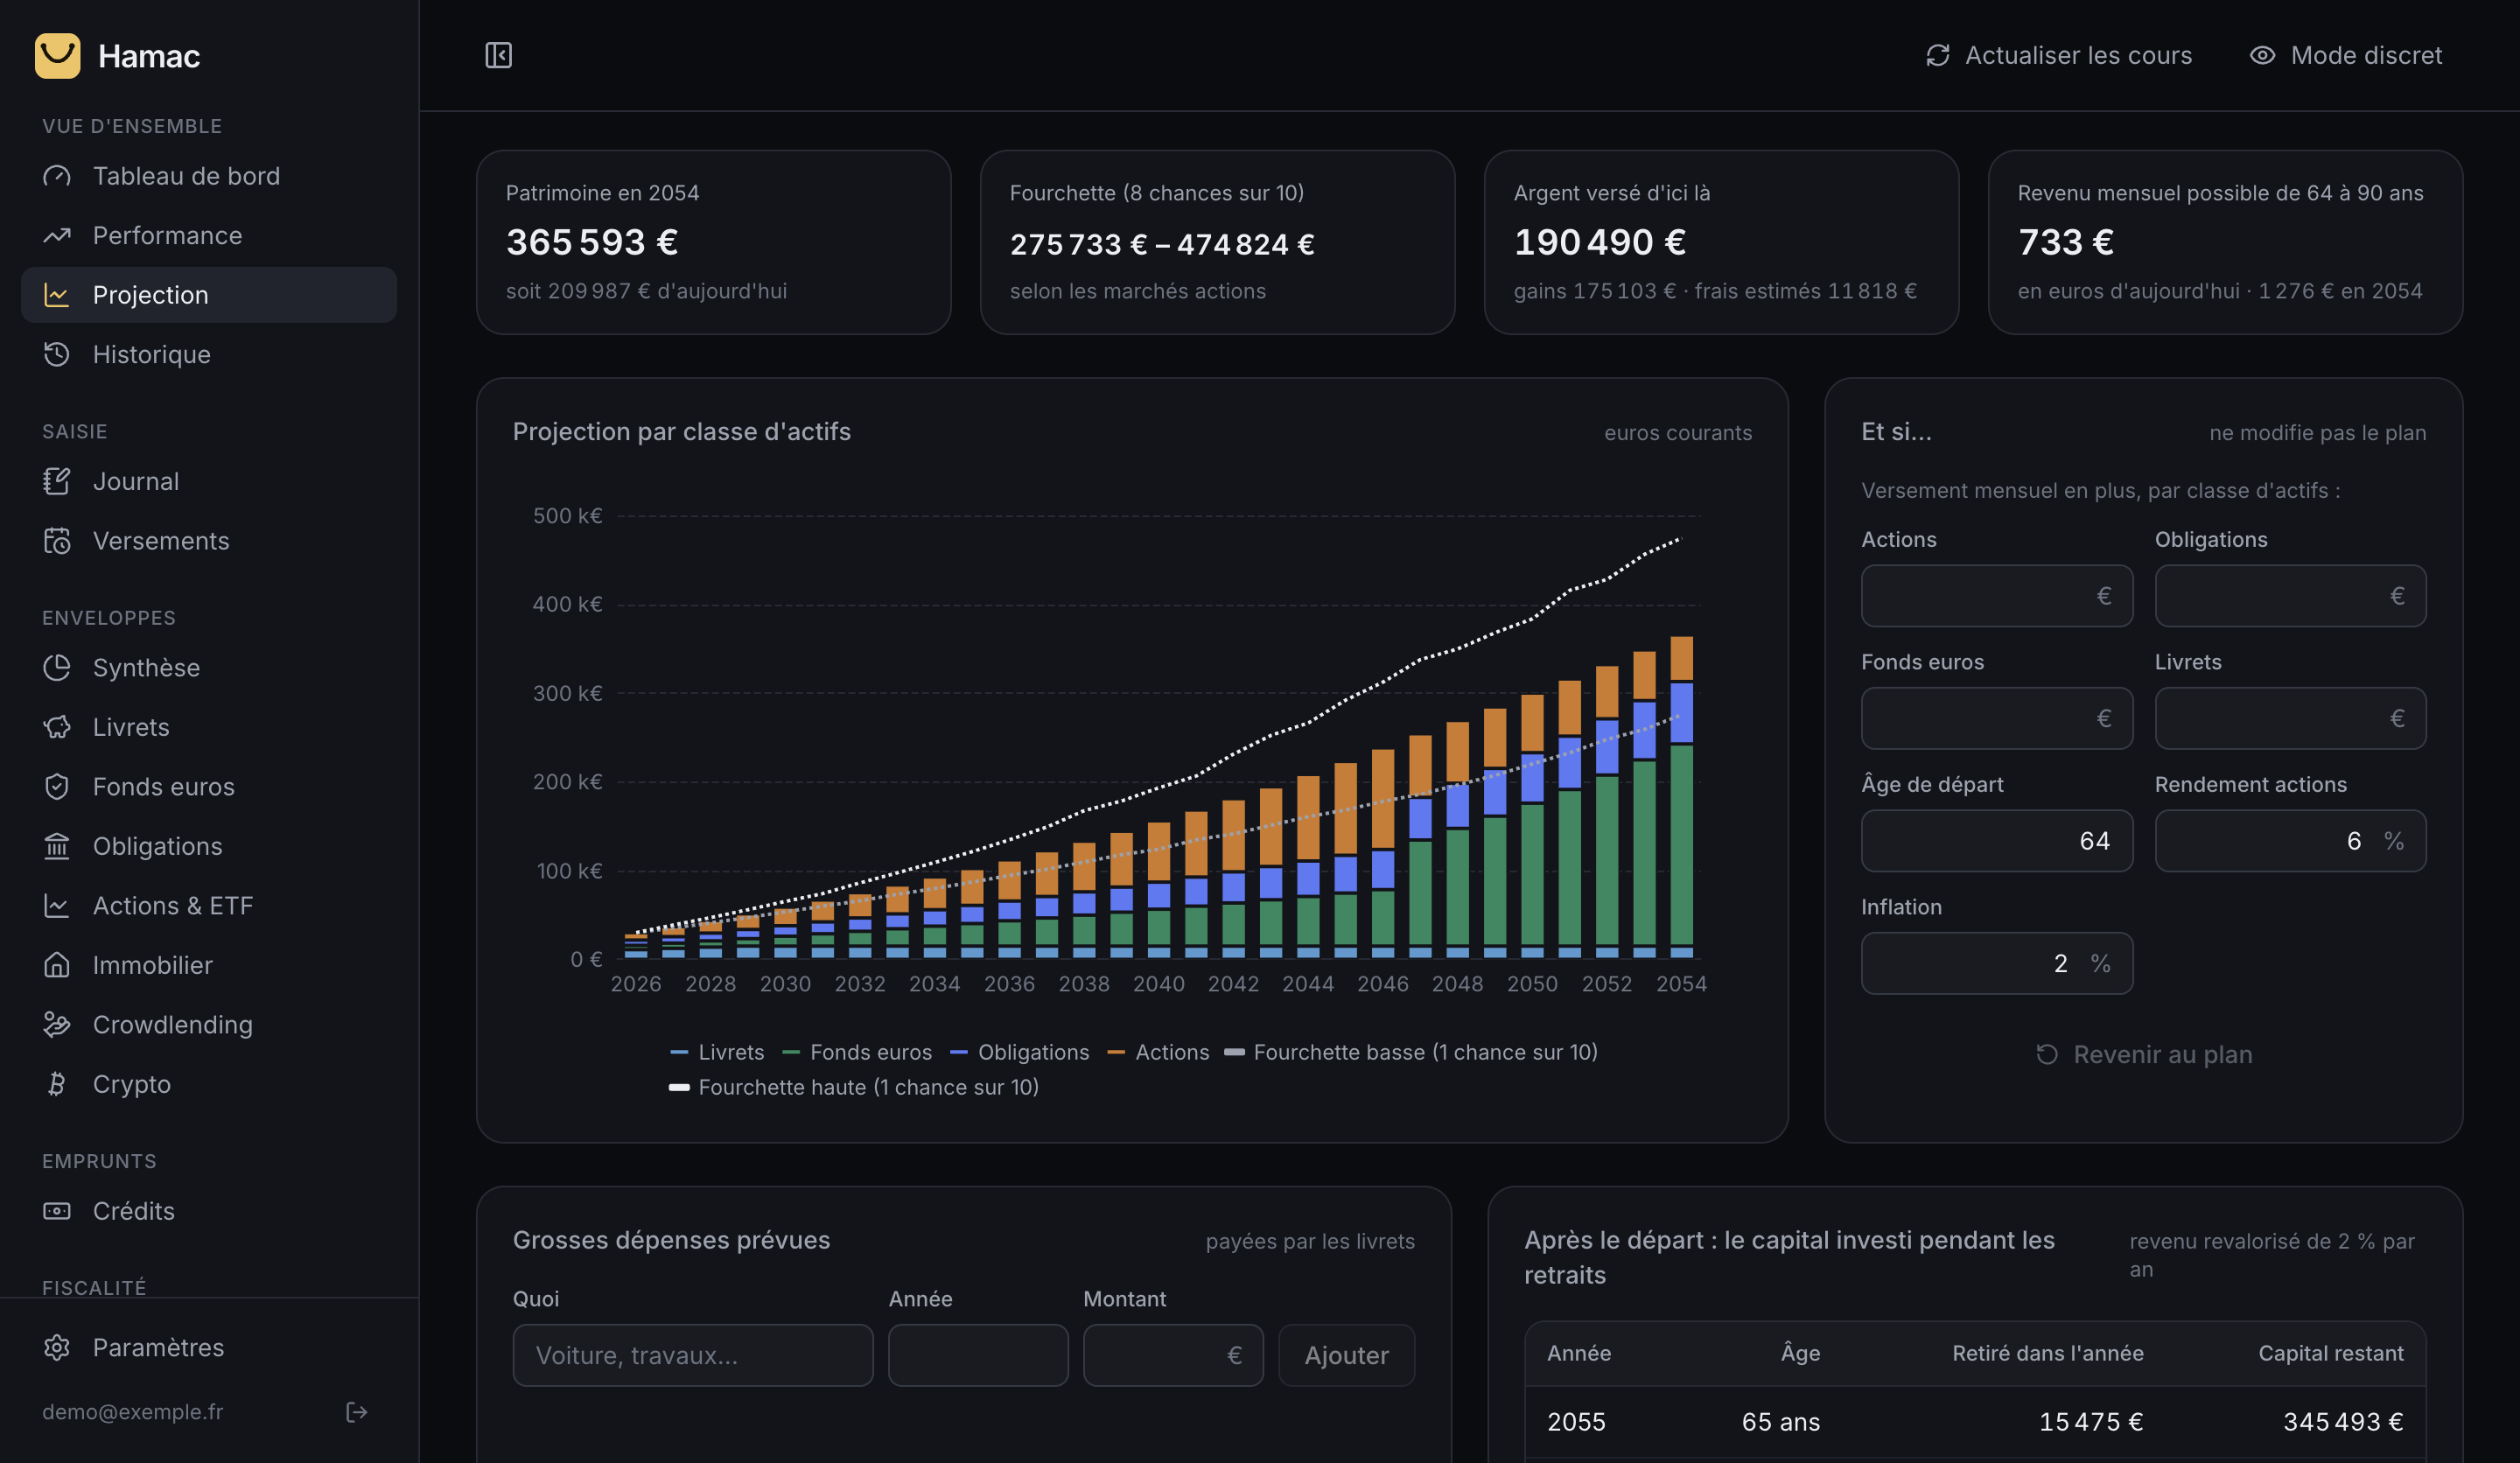 Hamac
VUE D'ENSEMBLE
Tableau de bord
Performance
Projection
Historique
SAISIE
Journal
Versements
ENVELOPPES
Synthèse
Livrets
Fonds euros
Obligations
Actions & ETF
Immobilier
Crowdlending
Crypto
EMPRUNTS
Crédits
FISCALITÉ
Paramètres
demo@exemple.fr
Actualiser les cours
Mode discret
Patrimoine en 2054
365 593 €
soit 209 987 € d'aujourd'hui
Fourchette (8 chances sur 10)
275 733 € – 474 824 €
selon les marchés actions
Argent versé d'ici là
190 490 €
gains 175 103 € · frais estimés 11 818 €
Revenu mensuel possible de 64 à 90 ans
733 €
en euros d'aujourd'hui · 1 276 € en 2054
Projection par classe d'actifs
euros courants
500 k€
400 k€
300 k€
200 k€
100 k€
0 €
2026 2028 2030 2032 2034 2036 2038 2040 2042 2044 2046 2048 2050 2052 2054
Livrets Fonds euros Obligations Actions Fourchette basse (1 chance sur 10)
Fourchette haute (1 chance sur 10)
Et si...
ne modifie pas le plan
Versement mensuel en plus, par classe d'actifs :
Actions Obligations
€ €
Fonds euros Livrets
€ €
Âge de départ Rendement actions
64 6 %
Inflation
2 %
Revenir au plan
Grosses dépenses prévues
payées par les livrets
Quoi Année Montant
Voiture, travaux... € Ajouter
Après le départ : le capital investi pendant les
retraits
revenu revalorisé de 2 % par
an
Année Âge Retiré dans l'année Capital restant
2055 65 ans 15 475 € 345 493 €